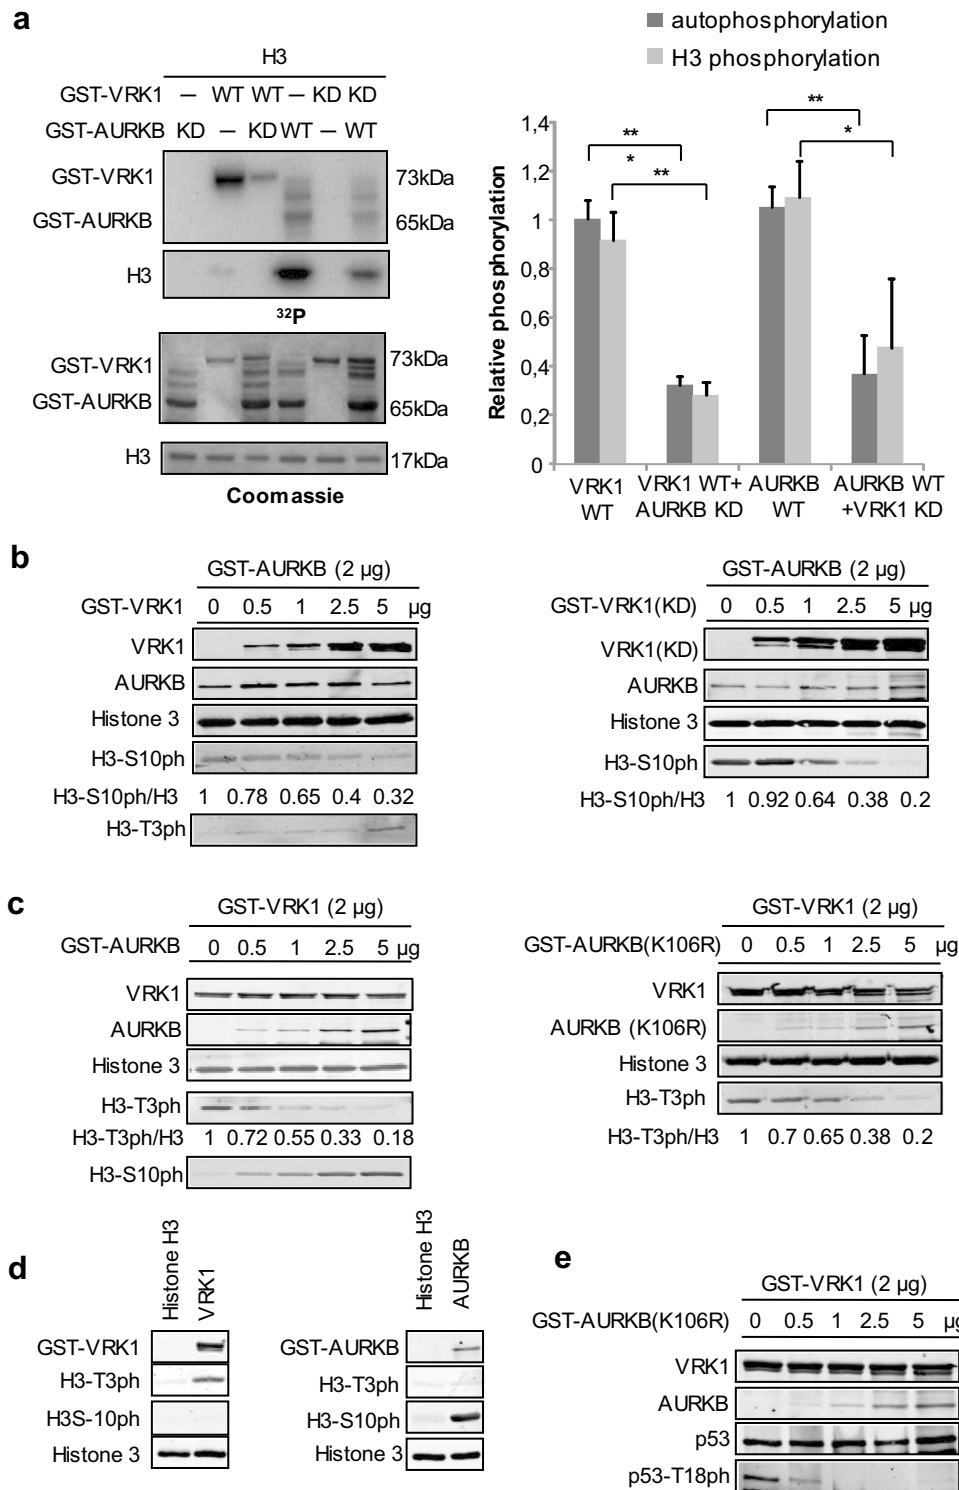 a
H3
GST-VRK1 – WT WT – KD KD
GST-AURKB KD – KD WT – WT
GST-VRK1 73kDa
GST-AURKB 65kDa
H3
32P
GST-VRK1 73kDa
GST-AURKB 65kDa
H3 17kDa
Coomassie
autophosphorylation
H3 phosphorylation
Relative phosphorylation
1,4
1,2
1
0,8
0,6
0,4
0,2
0
**
*
**
**
*
VRK1 WT
VRK1 WT+ AURKB KD
AURKB WT
AURKB WT +VRK1 KD
b
GST-AURKB (2 µg)
GST-VRK1 0 0.5 1 2.5 5 µg
VRK1
AURKB
Histone 3
H3-S10ph
H3-S10ph/H3 1 0.78 0.65 0.4 0.32
H3-T3ph
GST-AURKB (2 µg)
GST-VRK1(KD) 0 0.5 1 2.5 5 µg
VRK1(KD)
AURKB
Histone 3
H3-S10ph
H3-S10ph/H3 1 0.92 0.64 0.38 0.2
c
GST-VRK1 (2 µg)
GST-AURKB 0 0.5 1 2.5 5 µg
VRK1
AURKB
Histone 3
H3-T3ph
H3-T3ph/H3 1 0.72 0.55 0.33 0.18
H3-S10ph
GST-VRK1 (2 µg)
GST-AURKB(K106R) 0 0.5 1 2.5 5 µg
VRK1
AURKB (K106R)
Histone 3
H3-T3ph
H3-T3ph/H3 1 0.7 0.65 0.38 0.2
d
Histone H3
VRK1
GST-VRK1
H3-T3ph
H3S-10ph
Histone 3
Histone H3
AURKB
GST-AURKB
H3-T3ph
H3-S10ph
Histone 3
e
GST-VRK1 (2 µg)
GST-AURKB(K106R) 0 0.5 1 2.5 5 µg
VRK1
AURKB
p53
p53-T18ph